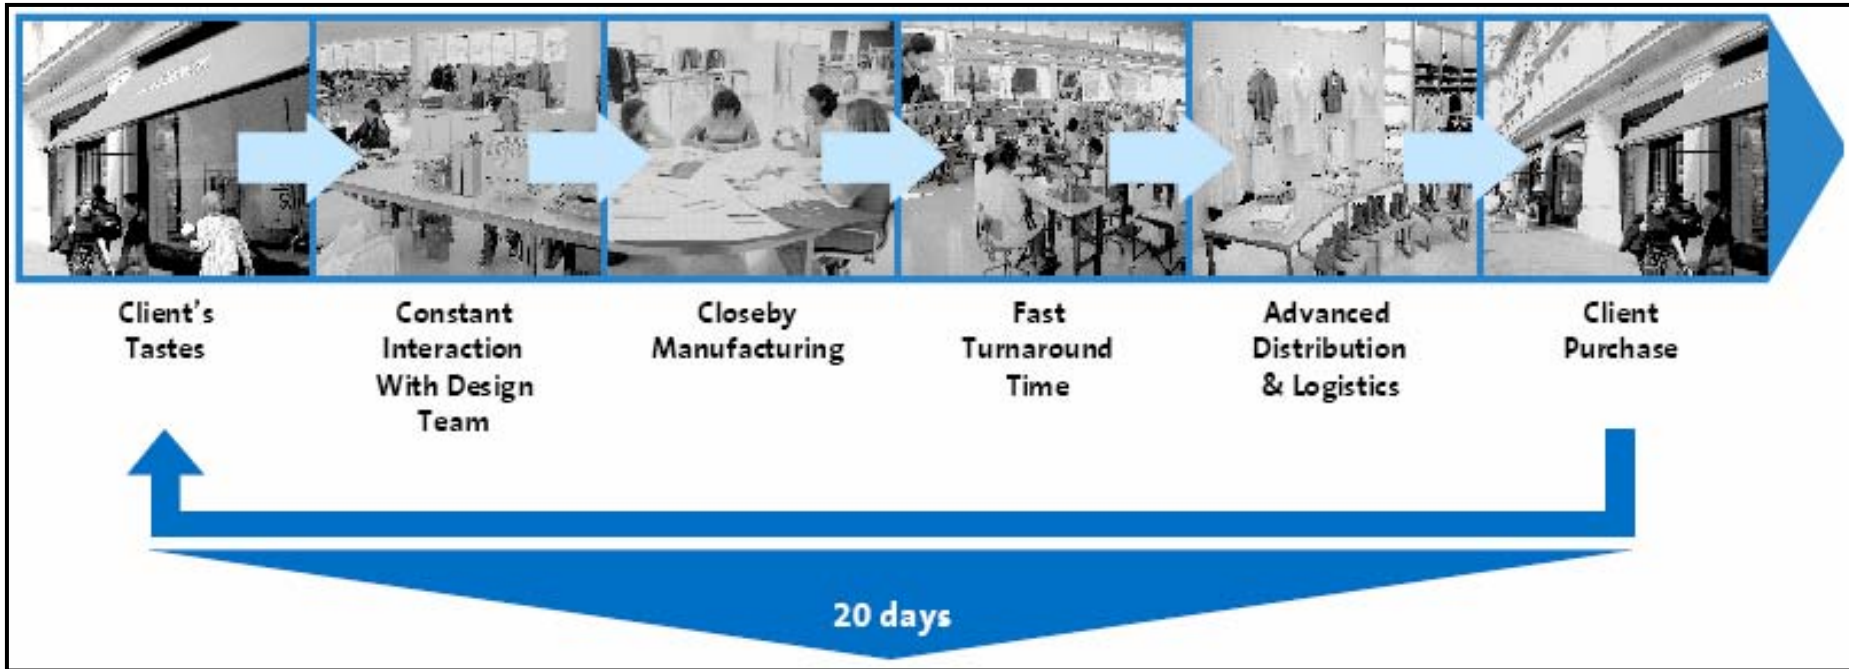 Client's
Tastes
Constant
Interaction
With Design
Team
Closeby
Manufacturing
Fast
Turnaround
Time
Advanced
Distribution
& Logistics
Client
Purchase
20 days